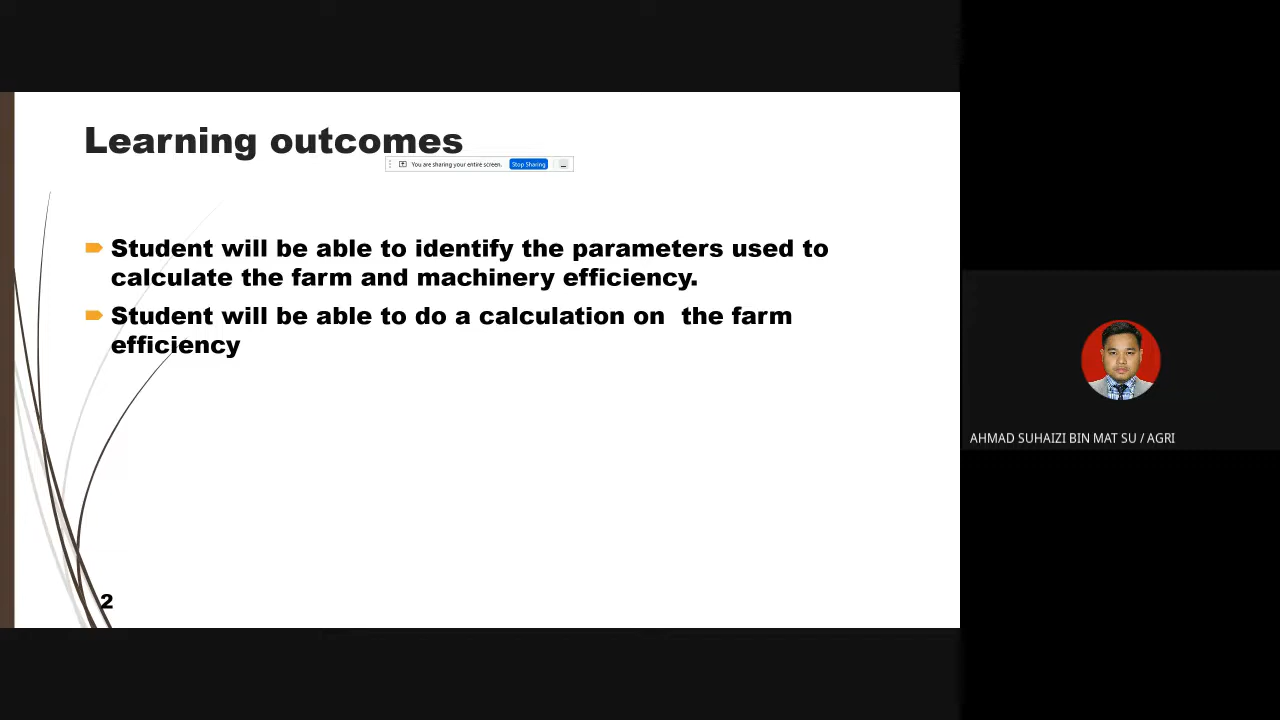 Learning outcomes
You are sharing your entire screen. Stop Sharing
Student will be able to identify the parameters used to
calculate the farm and machinery efficiency.
Student will be able to do a calculation on  the farm
efficiency
2
AHMAD SUHAIZI BIN MAT SU / AGRI